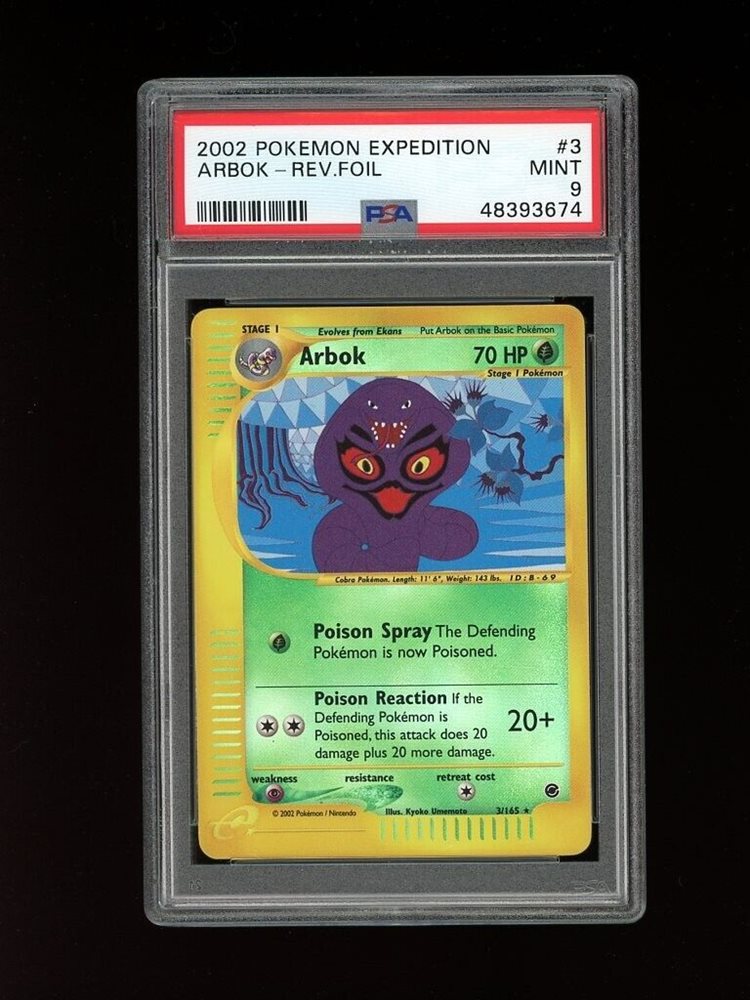 2002 POKEMON EXPEDITION #3
ARBOK - REV.FOIL MINT
9
PSA 48393674
STAGE 1 Evolves from Ekans Put Arbok on the Basic Pokémon
Arbok 70 HP
Stage 1 Pokémon
Cobra Pokémon. Length: 11' 6", Weight: 143 lbs. ID: B-69
Poison Spray The Defending
Pokémon is now Poisoned.
Poison Reaction If the
Defending Pokémon is
Poisoned, this attack does 20
damage plus 20 more damage.
20+
weakness resistance retreat cost
© 2002 Pokémon / Nintendo Illus. Kyoko Umemoto 3/165 ★
e